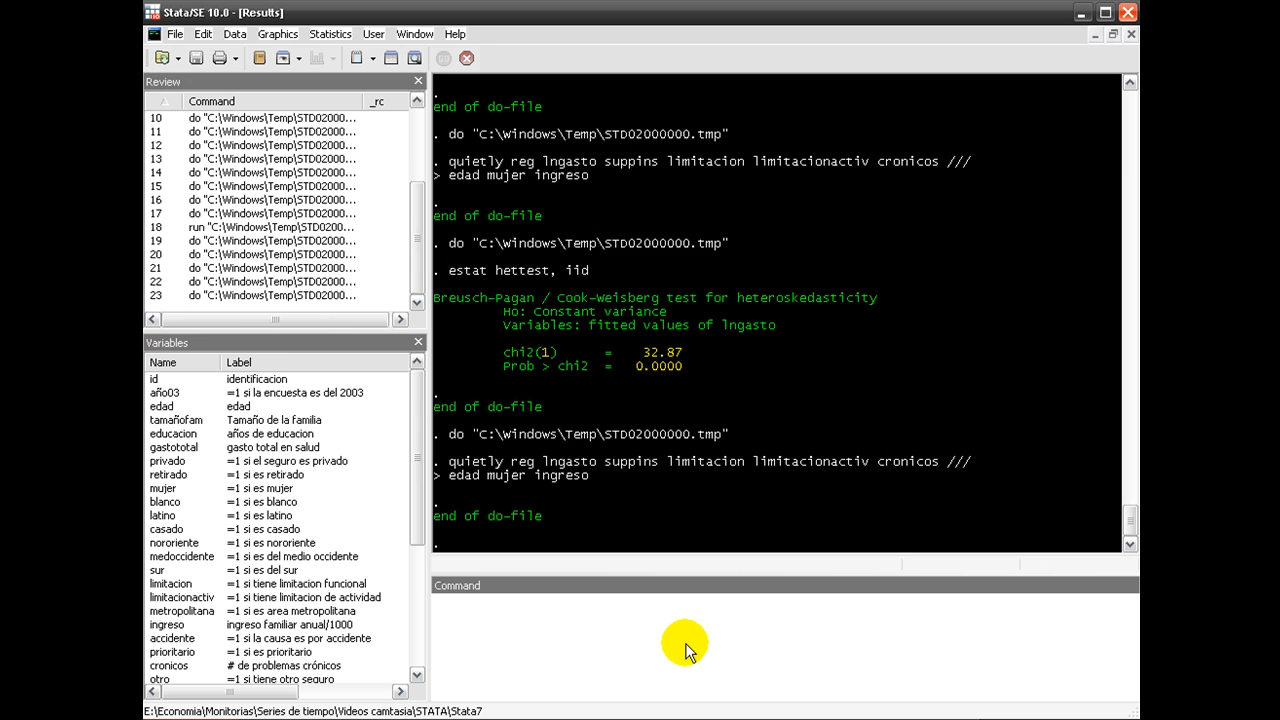 Stata/SE 10.0 - [Results]
File Edit Data Graphics Statistics User Window Help
Review
Command _rc
10 do "C:\Windows\Temp\STD02000...
11 do "C:\Windows\Temp\STD02000...
12 do "C:\Windows\Temp\STD02000...
13 do "C:\Windows\Temp\STD02000...
14 do "C:\Windows\Temp\STD02000...
15 do "C:\Windows\Temp\STD02000...
16 do "C:\Windows\Temp\STD02000...
17 do "C:\Windows\Temp\STD02000...
18 run "C:\Windows\Temp\STD0200...
19 do "C:\Windows\Temp\STD02000...
20 do "C:\Windows\Temp\STD02000...
21 do "C:\Windows\Temp\STD02000...
22 do "C:\Windows\Temp\STD02000...
23 do "C:\Windows\Temp\STD02000...
Variables
Name Label
id identificacion
año03 =1 si la encuesta es del 2003
edad edad
tamañofam Tamaño de la familia
educacion años de educacion
gastototal gasto total en salud
privado =1 si el seguro es privado
retirado =1 si es retirado
mujer =1 si es mujer
blanco =1 si es blanco
latino =1 si es latino
casado =1 si es casado
nororiente =1 si es nororiente
medoccidente =1 si es del medio occidente
sur =1 si es del sur
limitacion =1 si tiene limitacion funcional
limitacionactiv =1 si tiene limitacion de actividad
metropolitana =1 si es area metropolitana
ingreso ingreso familiar anual/1000
accidente =1 si la causa es por accidente
prioritario =1 si es prioritario
cronicos # de problemas crónicos
otro =1 si tiene otro seguro
.
end of do-file
. do "C:\Windows\Temp\STD02000000.tmp"
. quietly reg lngasto suppins limitacion limitacionactiv cronicos ///
> edad mujer ingreso
.
end of do-file
. do "C:\Windows\Temp\STD02000000.tmp"
. estat hettest, iid
Breusch-Pagan / Cook-Weisberg test for heteroskedasticity
Ho: Constant variance
Variables: fitted values of lngasto
chi2(1) = 32.87
Prob > chi2 = 0.0000
.
end of do-file
. do "C:\Windows\Temp\STD02000000.tmp"
. quietly reg lngasto suppins limitacion limitacionactiv cronicos ///
> edad mujer ingreso
.
end of do-file
.
Command
E:\Economia\Monitorias\Series de tiempo\Videos camtasia\STATA\Stata7